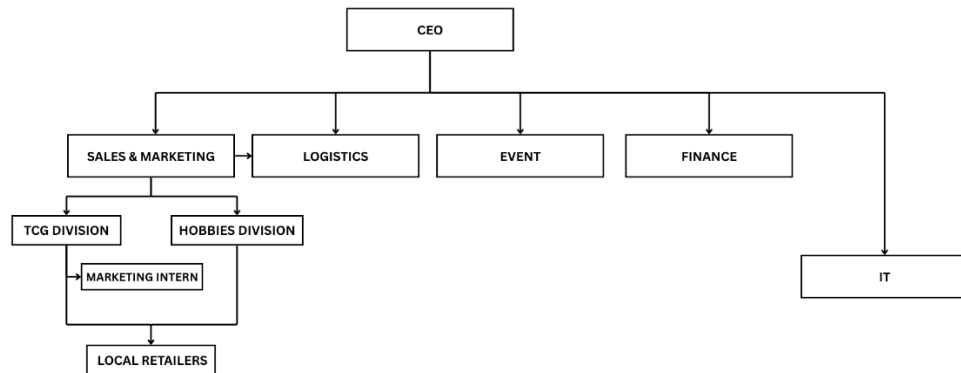 CEO
SALES & MARKETING
LOGISTICS
EVENT
FINANCE
TCG DIVISION
HOBBIES DIVISION
MARKETING INTERN
IT
LOCAL RETAILERS